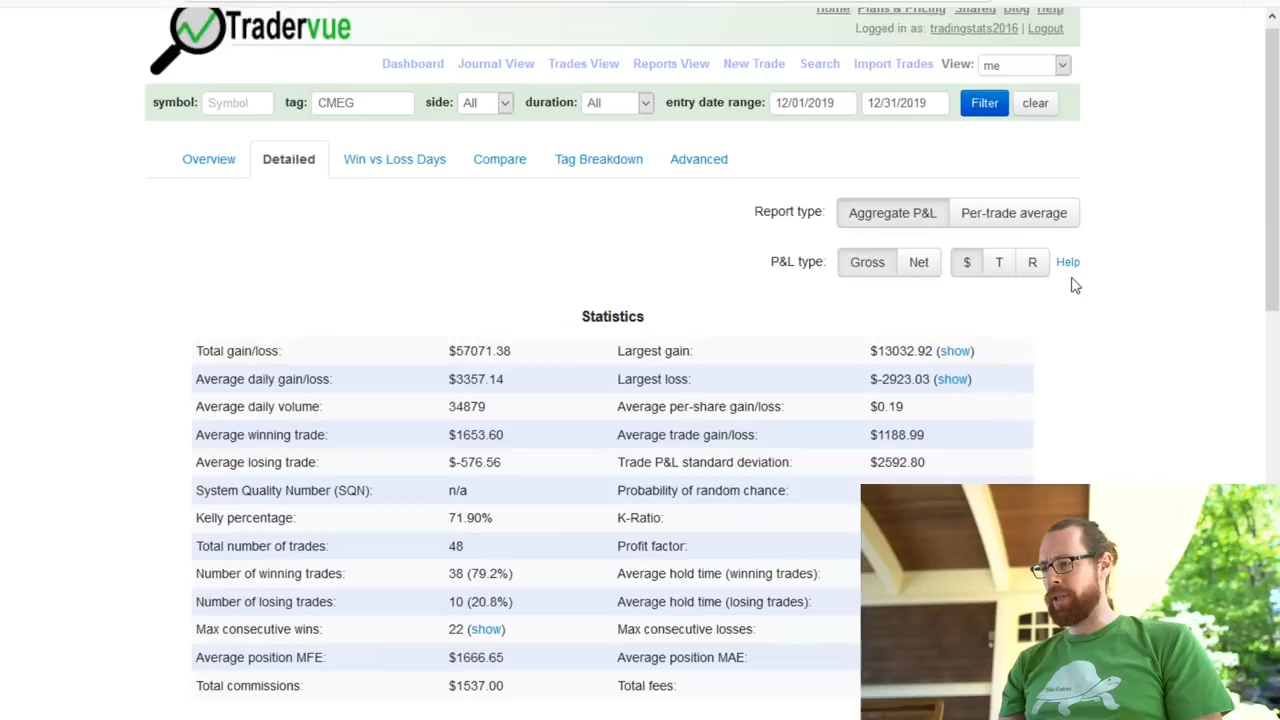 Tradervue
Home Plans & Pricing Shared Blog Help
Logged in as: tradingstats2016 | Logout
Dashboard Journal View Trades View Reports View New Trade Search Import Trades View: me
symbol: Symbol tag: CMEG side: All duration: All entry date range: 12/01/2019 12/31/2019 Filter clear
Overview Detailed Win vs Loss Days Compare Tag Breakdown Advanced
Report type: Aggregate P&L Per-trade average
P&L type: Gross Net $ T R Help
Statistics
Total gain/loss: $57071.38 Largest gain: $13032.92 (show)
Average daily gain/loss: $3357.14 Largest loss: $-2923.03 (show)
Average daily volume: 34879 Average per-share gain/loss: $0.19
Average winning trade: $1653.60 Average trade gain/loss: $1188.99
Average losing trade: $-576.56 Trade P&L standard deviation: $2592.80
System Quality Number (SQN): n/a Probability of random chance:
Kelly percentage: 71.90% K-Ratio:
Total number of trades: 48 Profit factor:
Number of winning trades: 38 (79.2%) Average hold time (winning trades):
Number of losing trades: 10 (20.8%) Average hold time (losing trades):
Max consecutive wins: 22 (show) Max consecutive losses:
Average position MFE: $1666.65 Average position MAE:
Total commissions: $1537.00 Total fees: